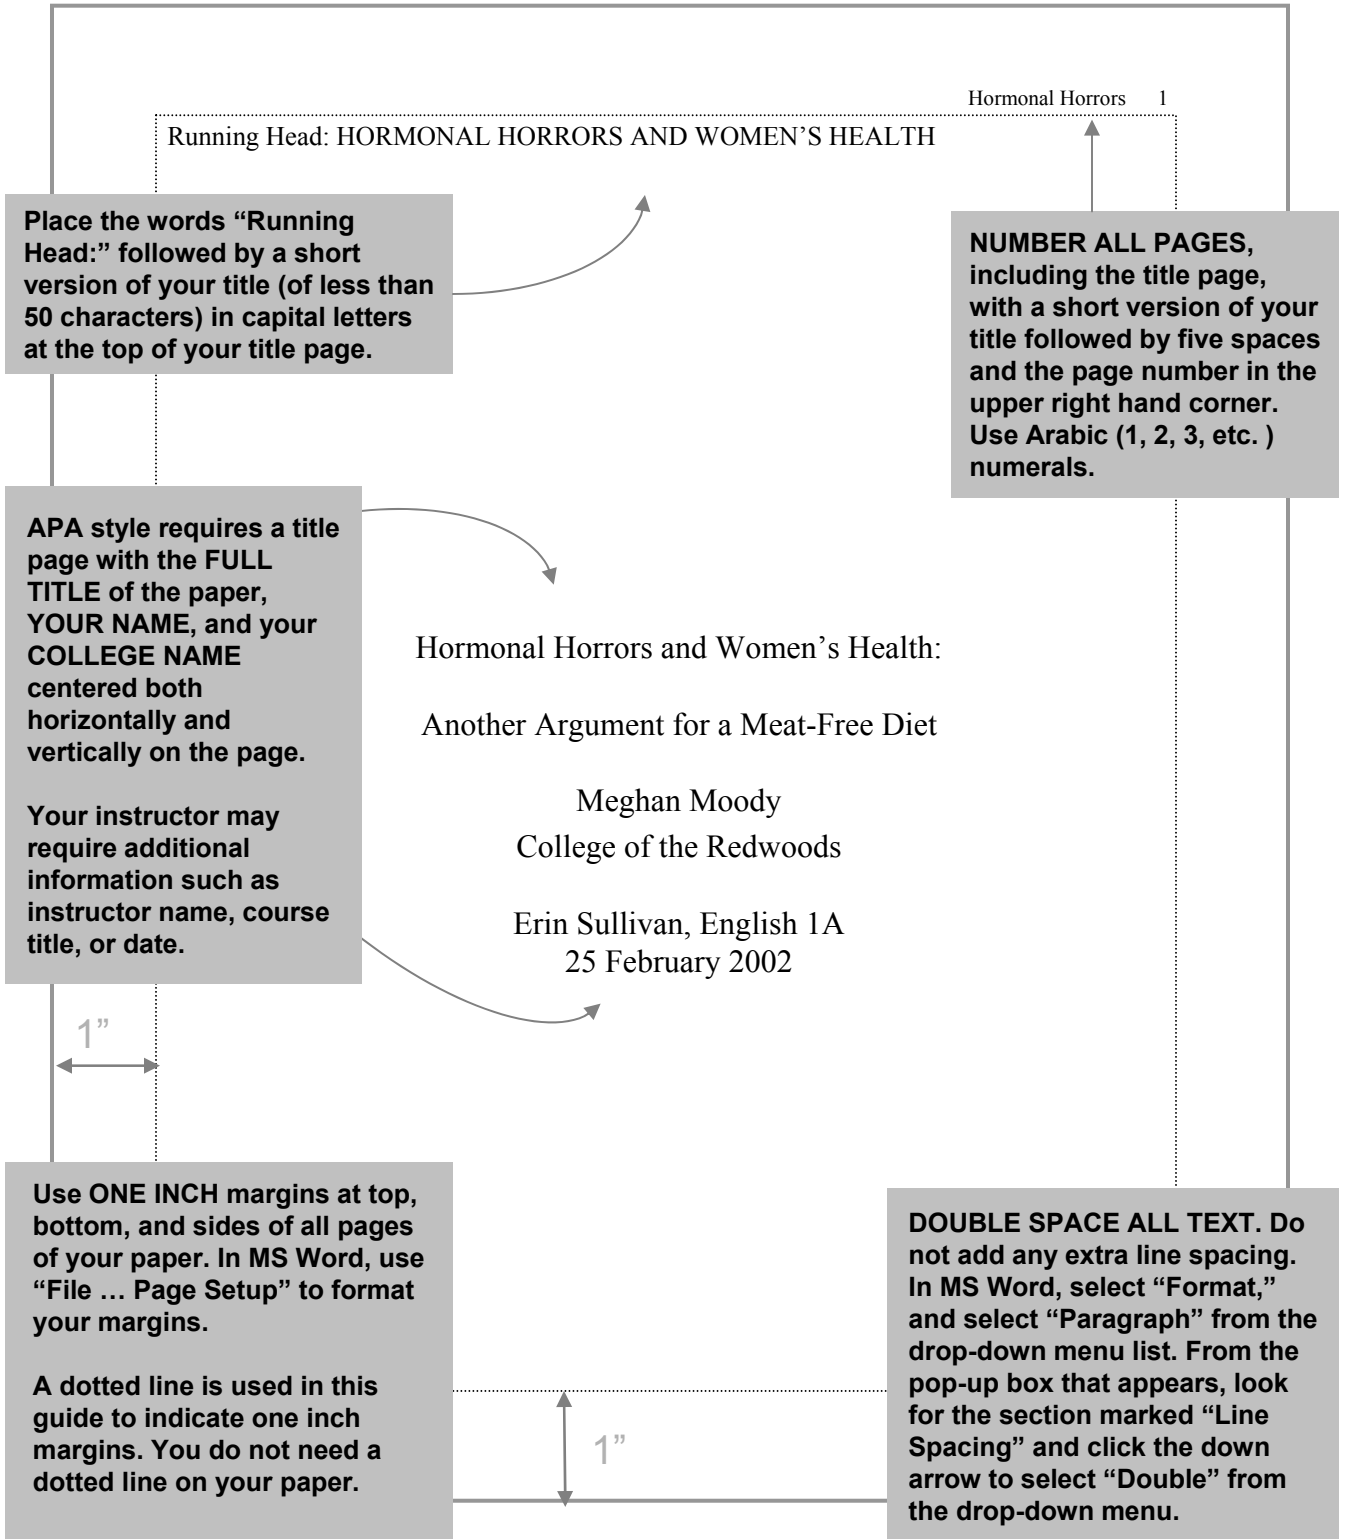 Hormonal Horrors 1
Running Head: HORMONAL HORRORS AND WOMEN’S HEALTH
Place the words “Running
Head:” followed by a short
version of your title (of less than
50 characters) in capital letters
at the top of your title page.
NUMBER ALL PAGES,
including the title page,
with a short version of your
title followed by five spaces
and the page number in the
upper right hand corner.
Use Arabic (1, 2, 3, etc. )
numerals.
APA style requires a title
page with the FULL
TITLE of the paper,
YOUR NAME, and your
COLLEGE NAME
centered both
horizontally and
vertically on the page.
Your instructor may
require additional
information such as
instructor name, course
title, or date.
Hormonal Horrors and Women’s Health:
Another Argument for a Meat-Free Diet
Meghan Moody
College of the Redwoods
Erin Sullivan, English 1A
25 February 2002
1”
Use ONE INCH margins at top,
bottom, and sides of all pages
of your paper. In MS Word, use
“File … Page Setup” to format
your margins.
A dotted line is used in this
guide to indicate one inch
margins. You do not need a
dotted line on your paper.
1”
DOUBLE SPACE ALL TEXT. Do
not add any extra line spacing.
In MS Word, select “Format,”
and select “Paragraph” from the
drop-down menu list. From the
pop-up box that appears, look
for the section marked “Line
Spacing” and click the down
arrow to select “Double” from
the drop-down menu.